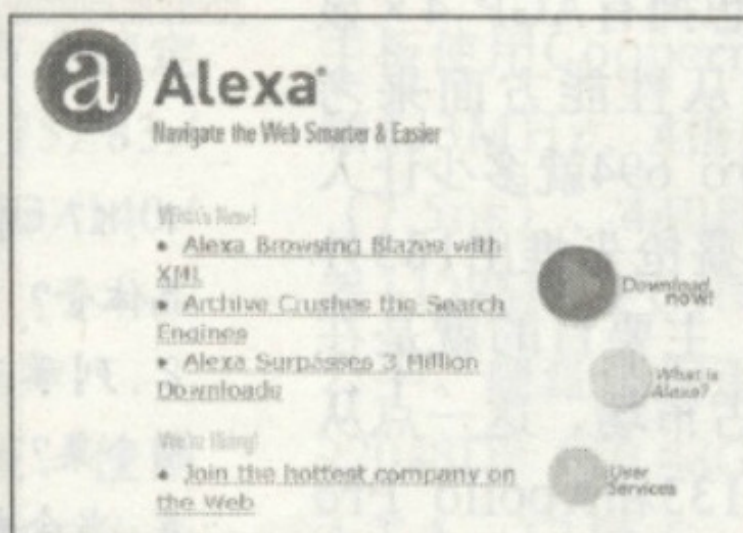 a Alexa®
Navigate the Web Smarter & Easier
What's New!
• Alexa Browsing Blazes with
XML
• Archive Crushes the Search
Engines
• Alexa Surpasses 3 Million
Downloads
We're Hiring!
• Join the hottest company on
the Web
Download
now!
What is
Alexa?
User
Services